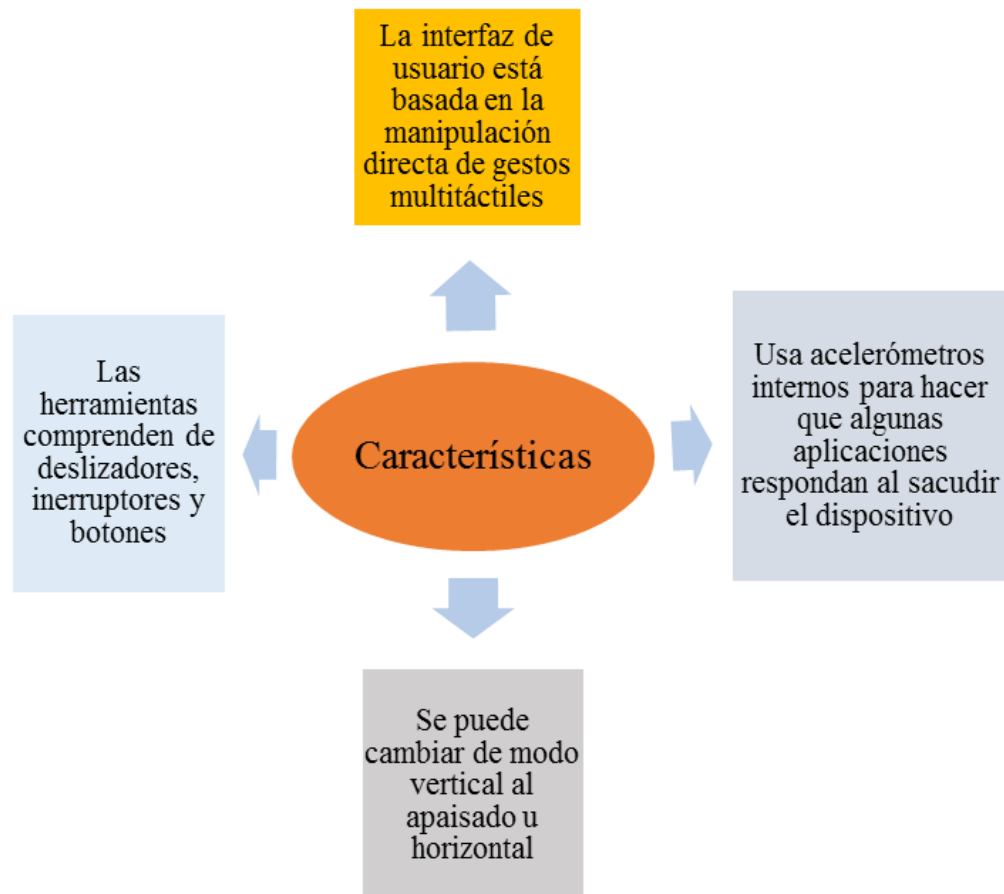 La interfaz de
usuario está
basada en la
manipulación
directa de gestos
multitáctiles
Las
herramientas
comprenden de
deslizadores,
inerruptores y
botones
Característísticas
Usa acelerómetros
internos para hacer
que algunas
aplicaciones
respondan al sacudir
el dispositivo
Se puede
cambiar de modo
vertical al
apaisado u
horizontal